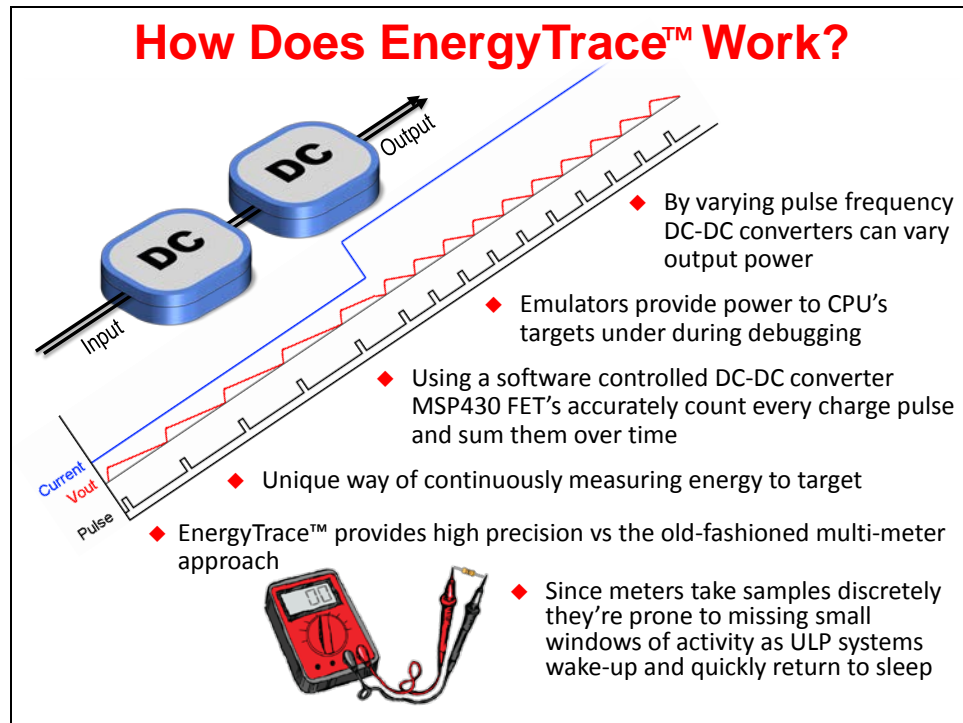 How Does EnergyTrace™ Work?
DC
DC
Input
Output
Current
Vout
Pulse
◆ By varying pulse frequency
DC-DC converters can vary
output power
◆ Emulators provide power to CPU's
targets under during debugging
◆ Using a software controlled DC-DC converter
MSP430 FET's accurately count every charge pulse
and sum them over time
◆ Unique way of continuously measuring energy to target
◆ EnergyTrace™ provides high precision vs the old-fashioned multi-meter
approach
00
◆ Since meters take samples discretely
they're prone to missing small
windows of activity as ULP systems
wake-up and quickly return to sleep